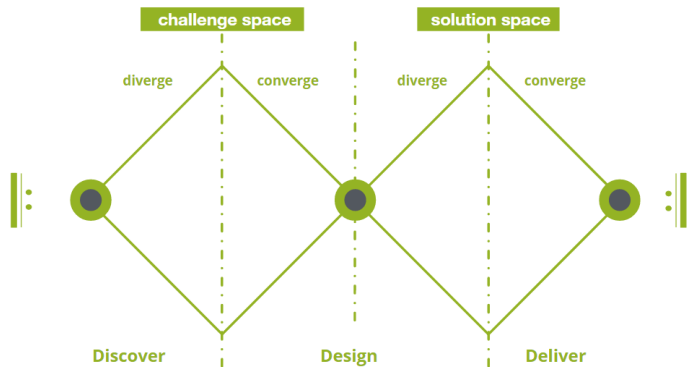 challenge space
solution space
diverge
converge
diverge
converge
Discover
Design
Deliver